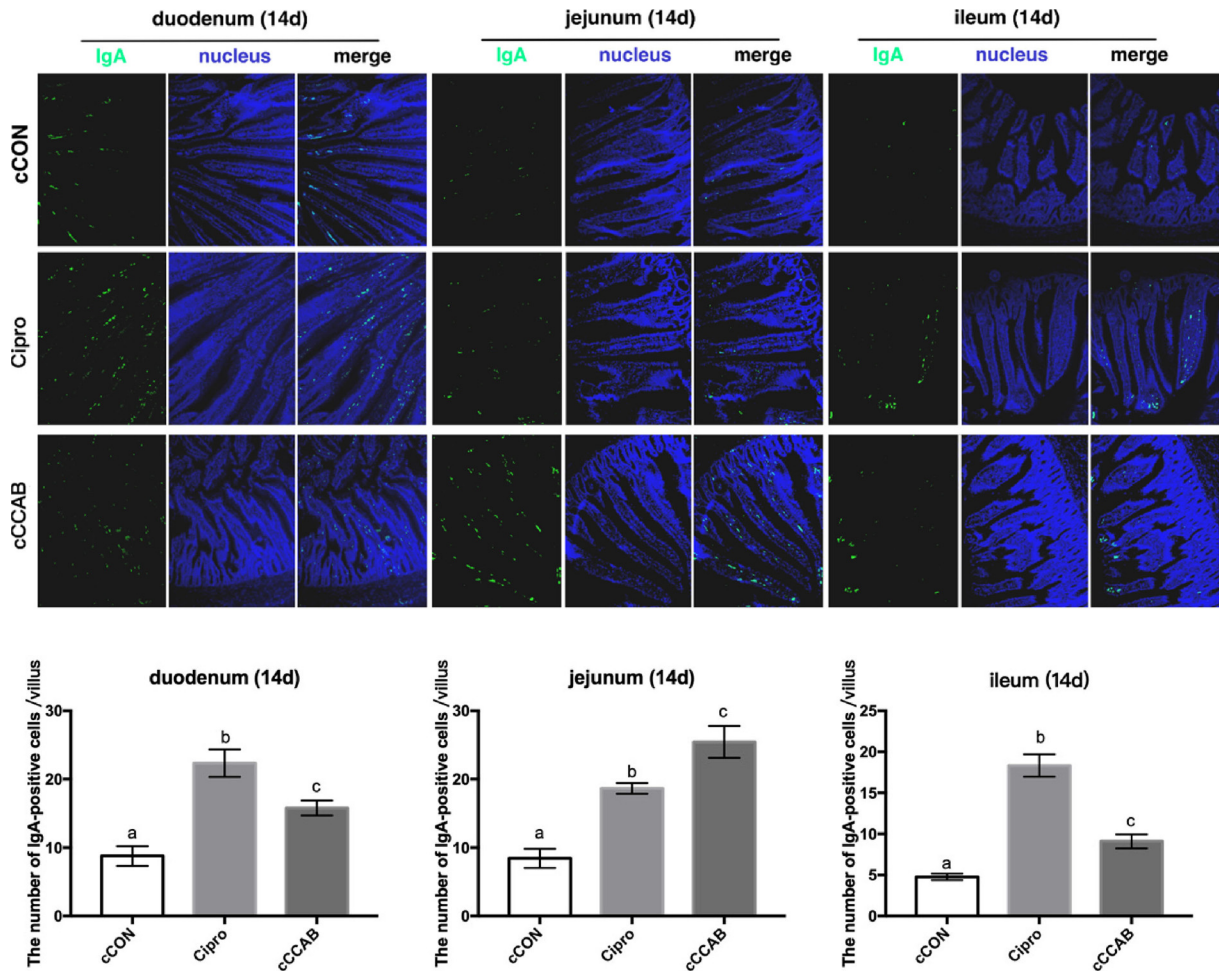 duodenum (14d) jejunum (14d) ileum (14d)
IgA nucleus merge IgA nucleus merge IgA nucleus merge
cCON
Cipro
cCCAB
duodenum (14d)
The number of IgA-positive cells /villus
30
20
10
0
a
b
c
cCON
Cipro
cCCAB
jejunum (14d)
The number of IgA-positive cells /villus
30
20
10
0
a
b
c
cCON
Cipro
cCCAB
ileum (14d)
The number of IgA-positive cells /villus
25
20
15
10
5
0
a
b
c
cCON
Cipro
cCCAB